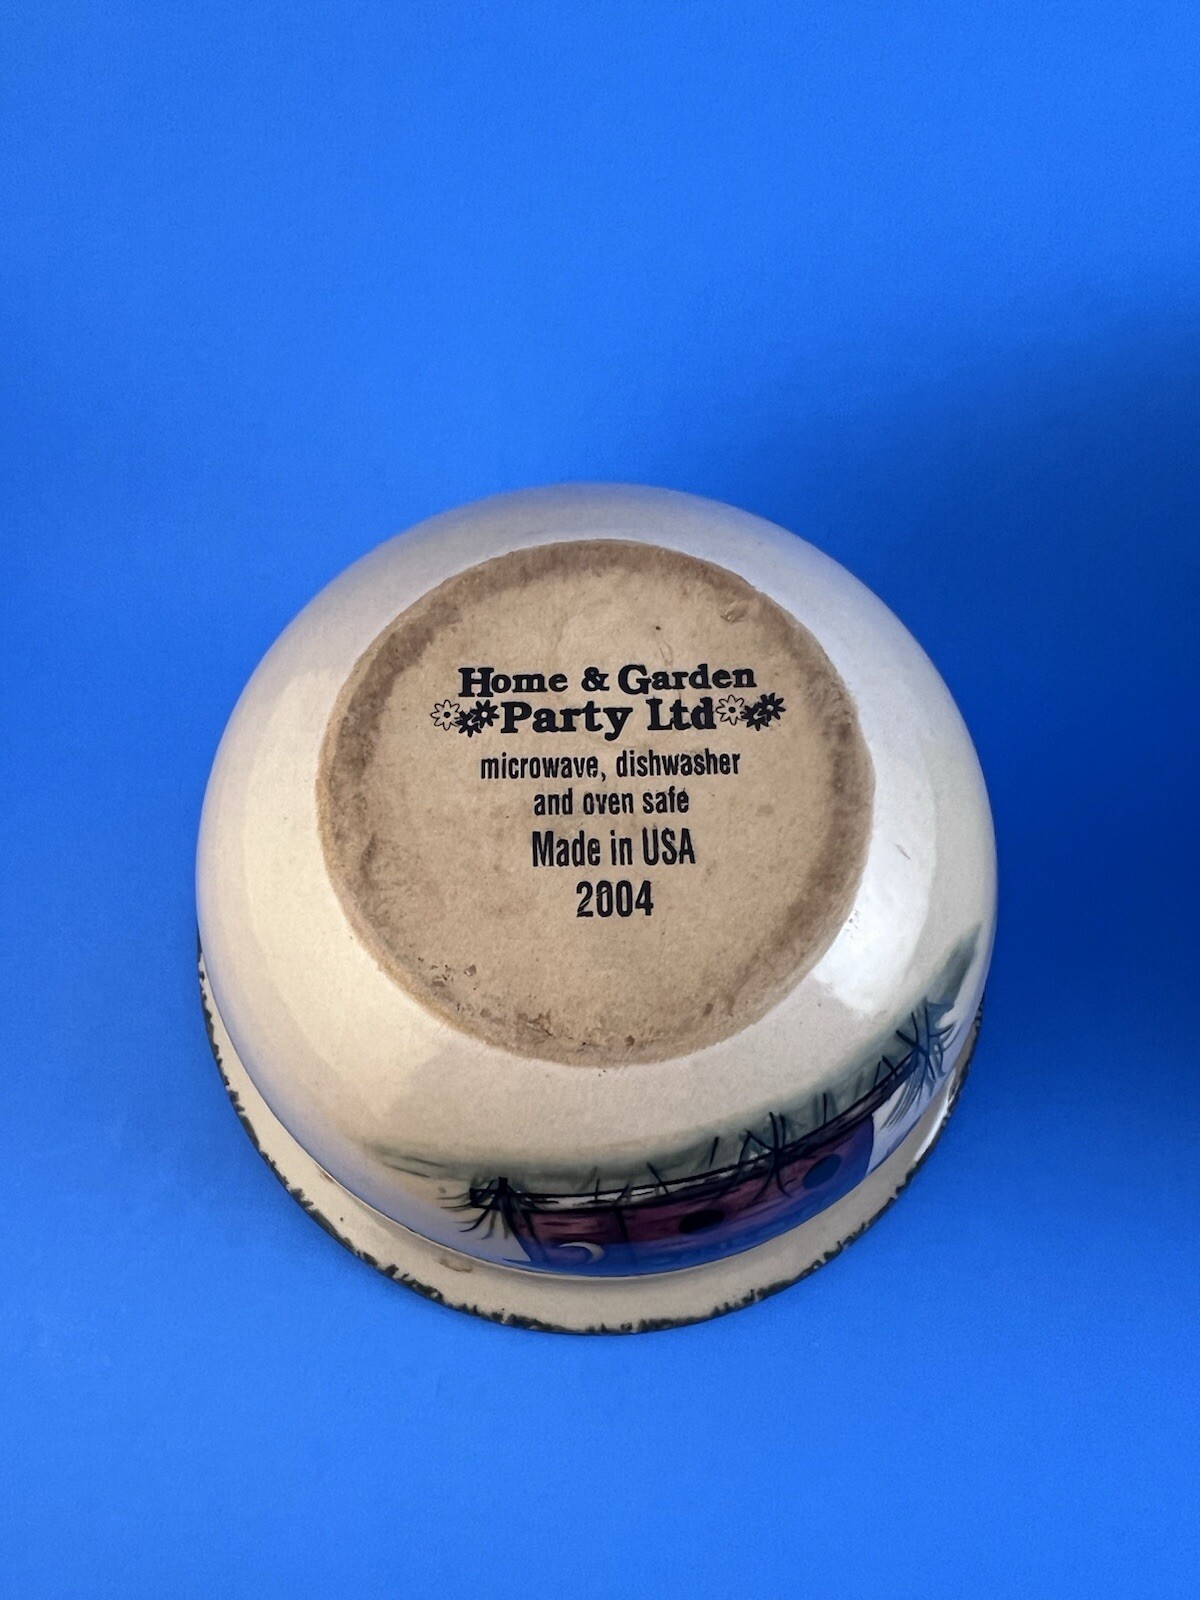 Home & Garden
Party Ltd
microwave, dishwasher
and oven safe
Made in USA
2004